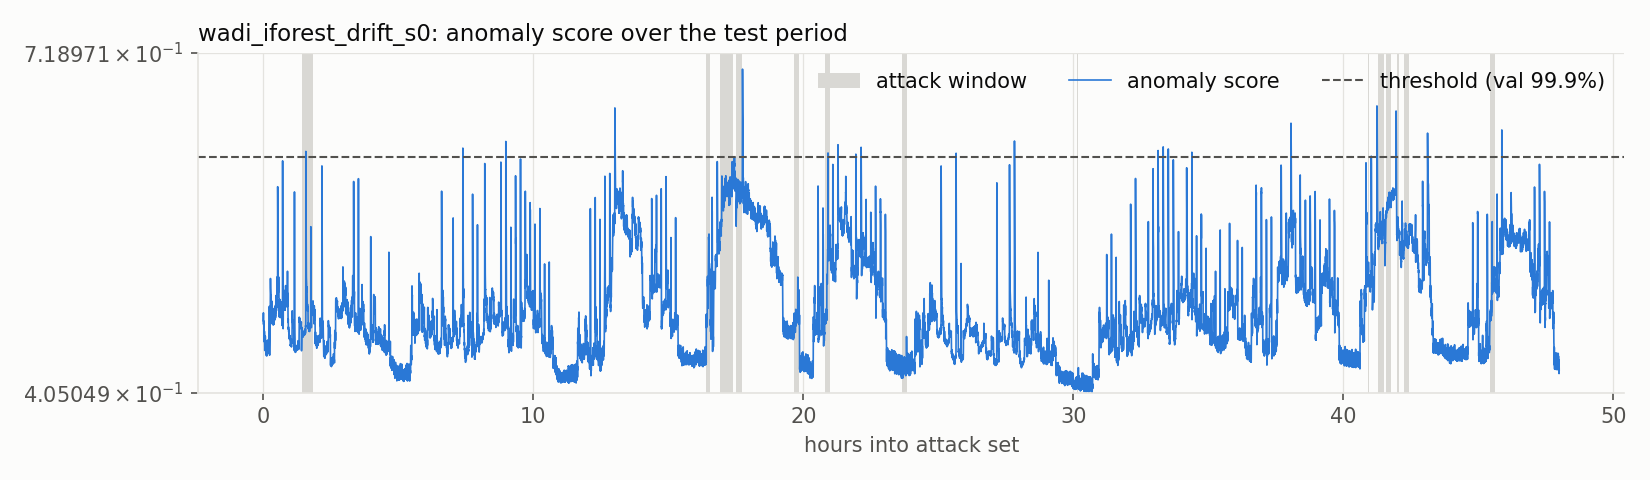 wadi_iforest_drift_s0: anomaly score over the test period
7.18971 × 10⁻¹
attack window
anomaly score
threshold (val 99.9%)
4.05049 × 10⁻¹
0
10
20
30
40
50
hours into attack set